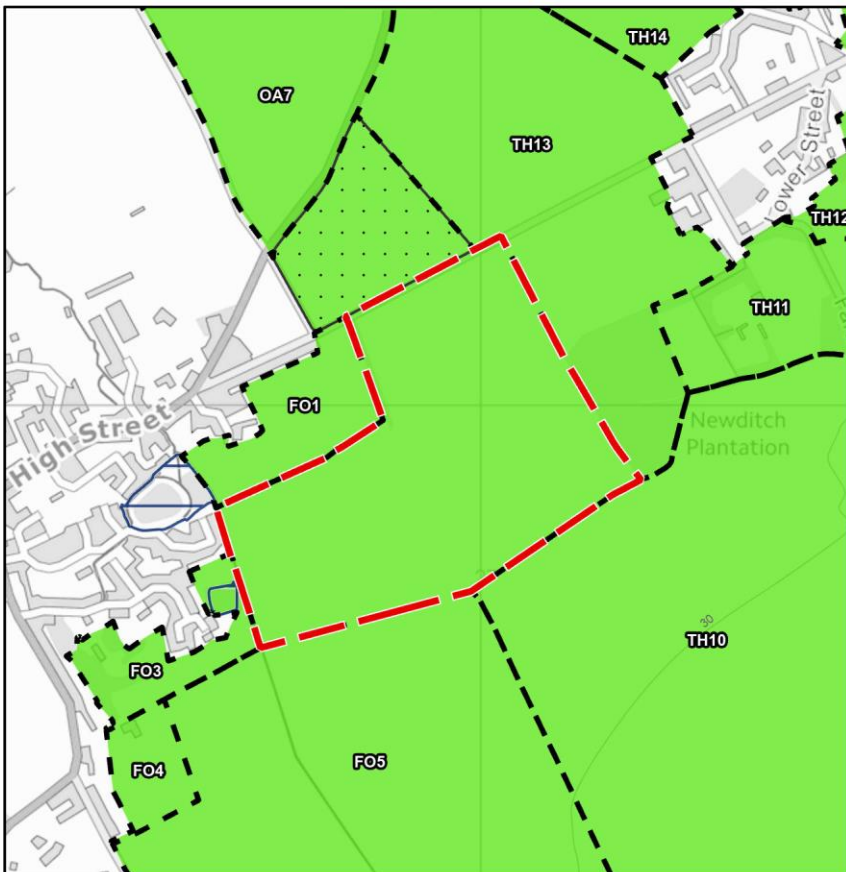 TH14
OA7
TH13
Lower Street
TH12
TH11
FO1
High Street
Newditch
Plantation
30
TH10
FO3
FO5
FO4